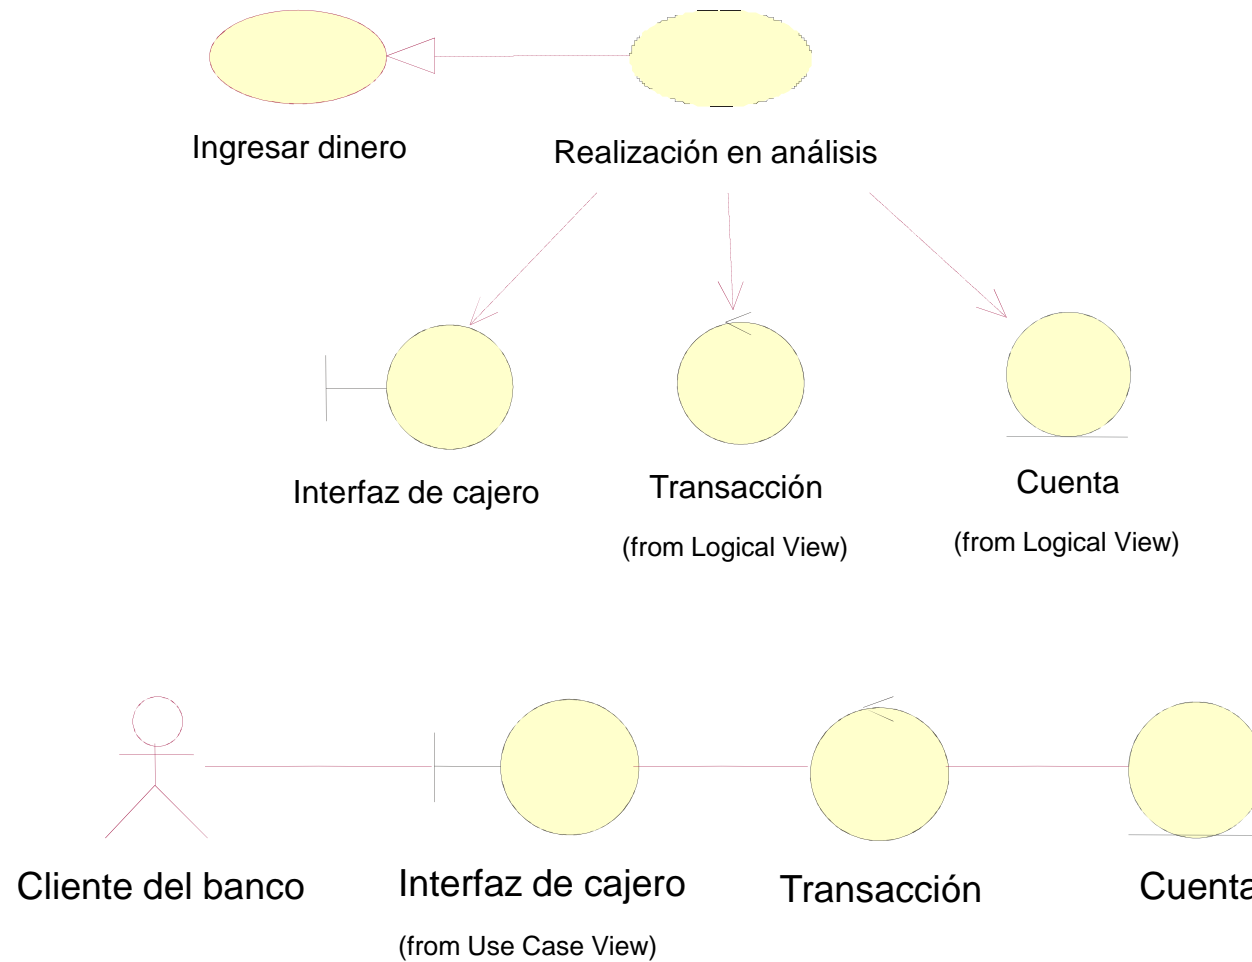 Ingresar dinero
Realización en análisis
Interfaz de cajero
Transacción
Cuenta
(from Logical View)
(from Logical View)
Cliente del banco
Interfaz de cajero
Transacción
Cuenta
(from Use Case View)